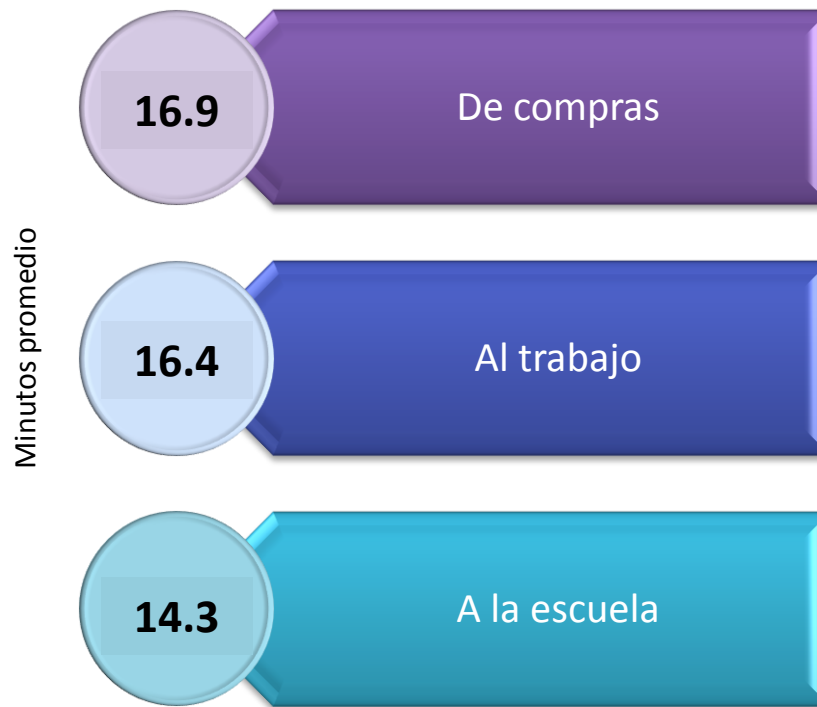 Minutos promedio
16.9
De compras
16.4
Al trabajo
14.3
A la escuela